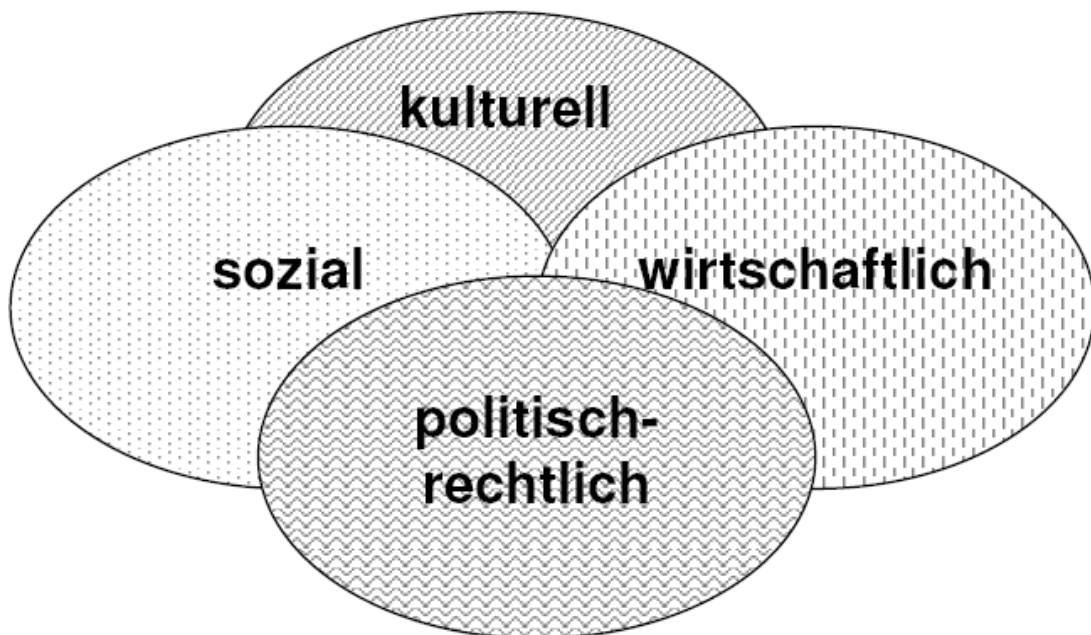 kulturell
sozial
wirtschaftlich
politisch-
rechtlich